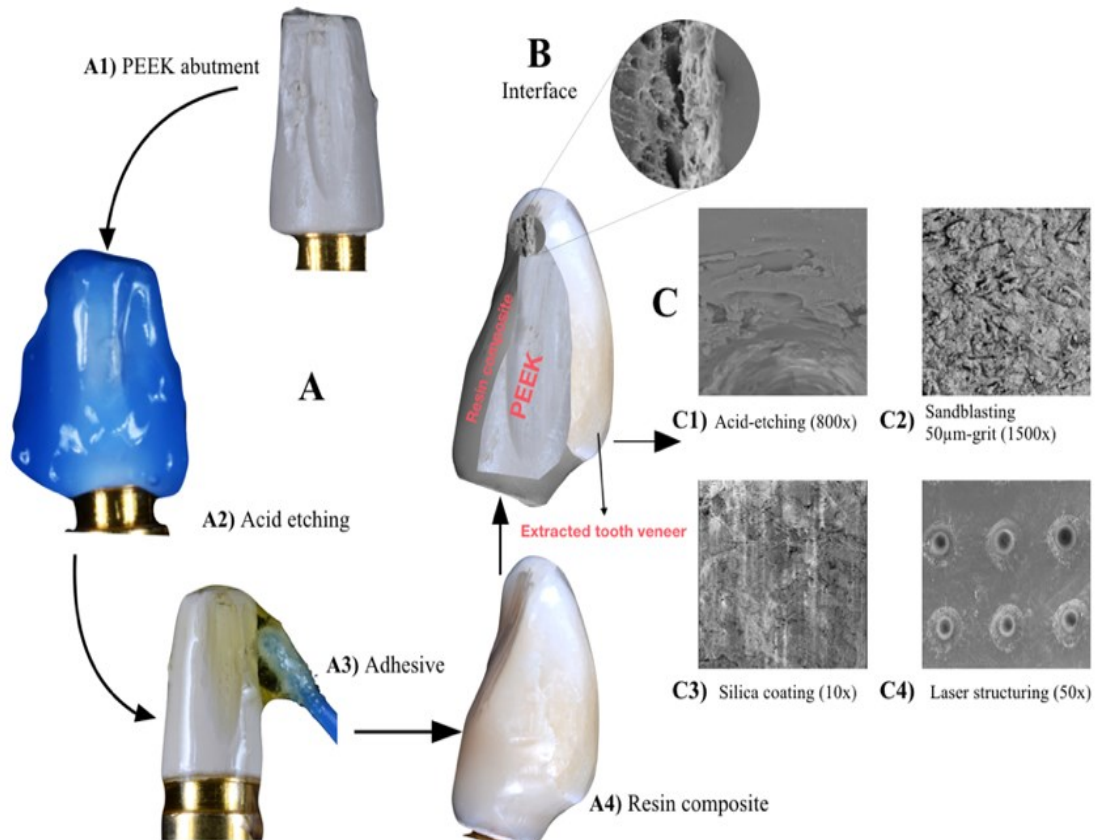 A1) PEEK abutment
B
Interface
A
A2) Acid etching
A3) Adhesive
A4) Resin composite
Resin composite
PEEK
Extracted tooth veneer
C
C1) Acid-etching (800x)
C2) Sandblasting
50µm-grit (1500x)
C3) Silica coating (10x)
C4) Laser structuring (50x)